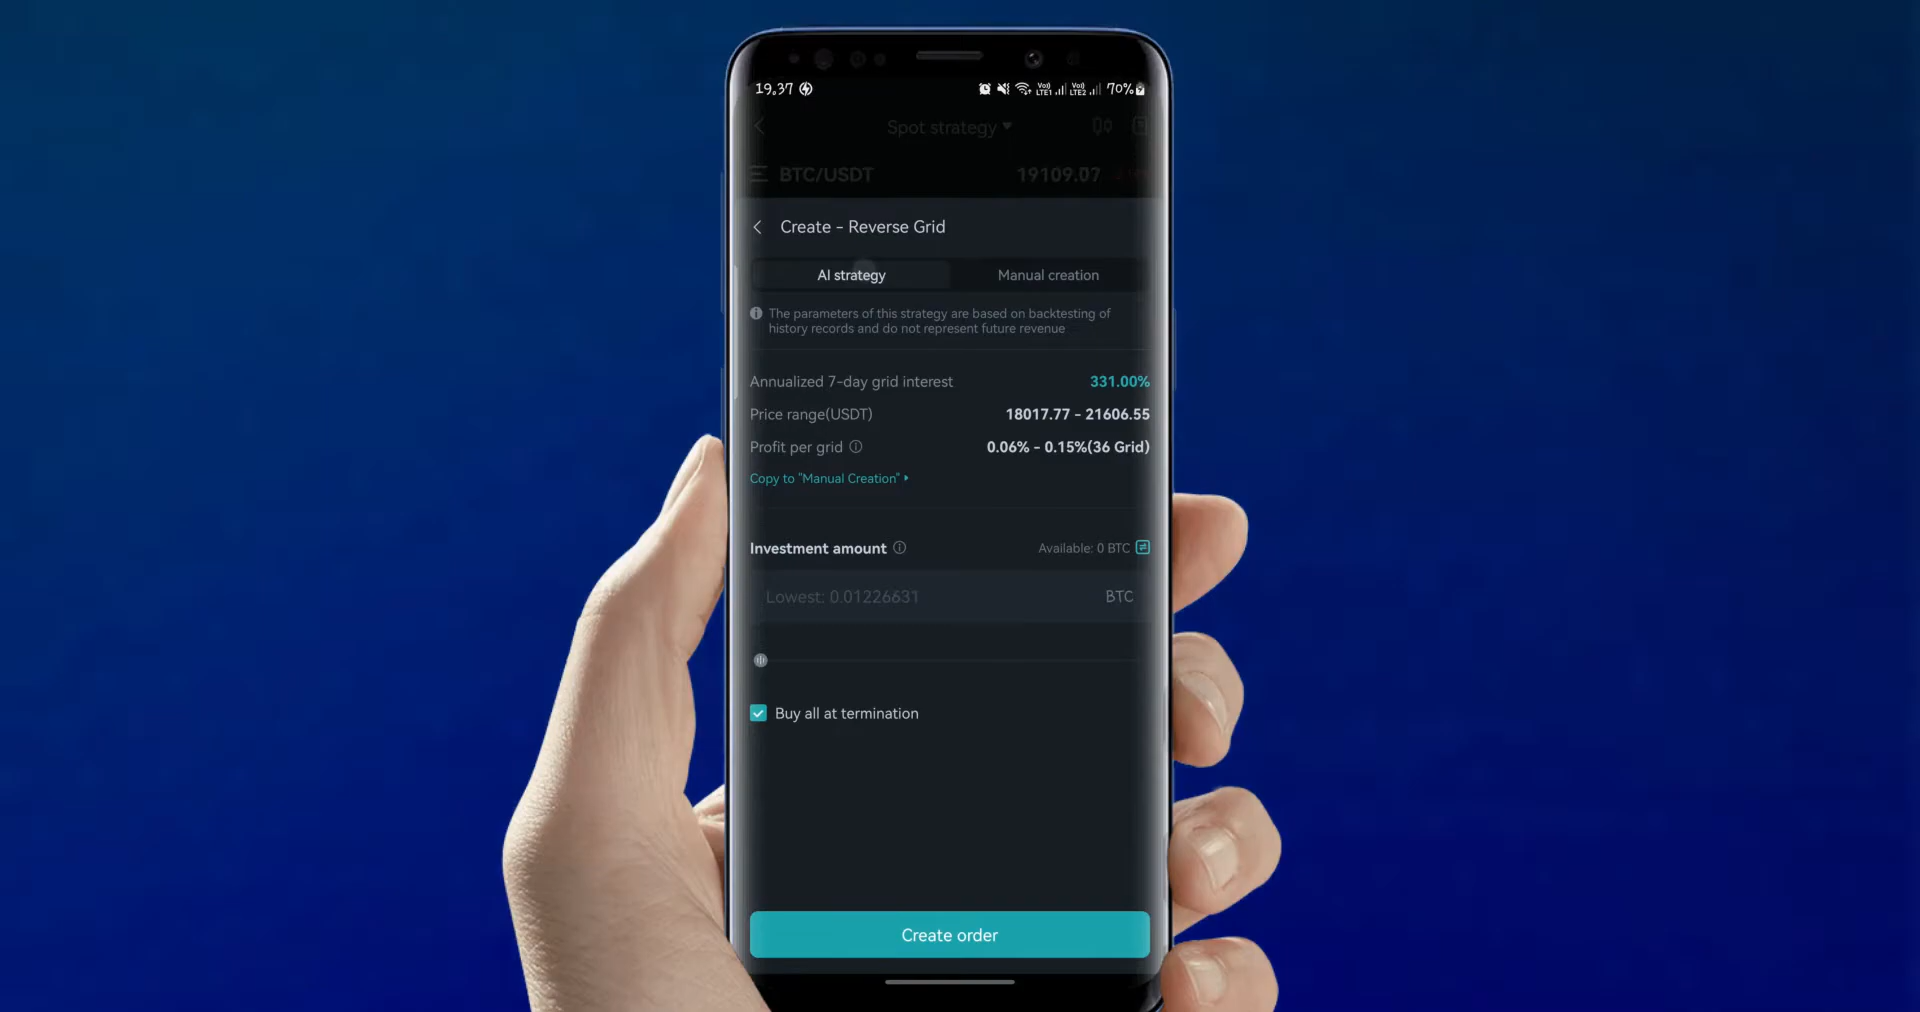 19.37 Vo) LTE1 Vo) LTE2 70%
Spot strategy
BTC/USDT 19109.07
Create - Reverse Grid
AI strategy Manual creation
The parameters of this strategy are based on backtesting of
history records and do not represent future revenue
Annualized 7-day grid interest 331.00%
Price range(USDT) 18017.77 - 21606.55
Profit per grid 0.06% - 0.15%(36 Grid)
Copy to "Manual Creation"
Investment amount Available: 0 BTC
Lowest: 0.01226631 BTC
Buy all at termination
Create order